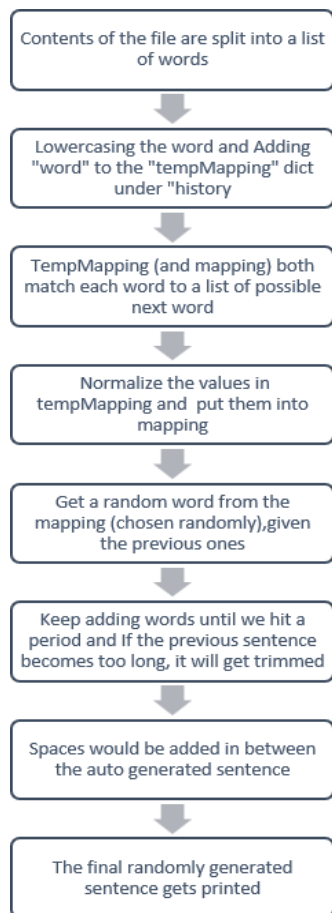 Contents of the file are split into a list
of words
Lowercasing the word and Adding
"word" to the "tempMapping" dict
under "history
TempMapping (and mapping) both
match each word to a list of possible
next word
Normalize the values in
tempMapping and put them into
mapping
Get a random word from the
mapping (chosen randomly),given
the previous ones
Keep adding words until we hit a
period and If the previous sentence
becomes too long, it will get trimmed
Spaces would be added in between
the auto generated sentence
The final randomly generated
sentence gets printed